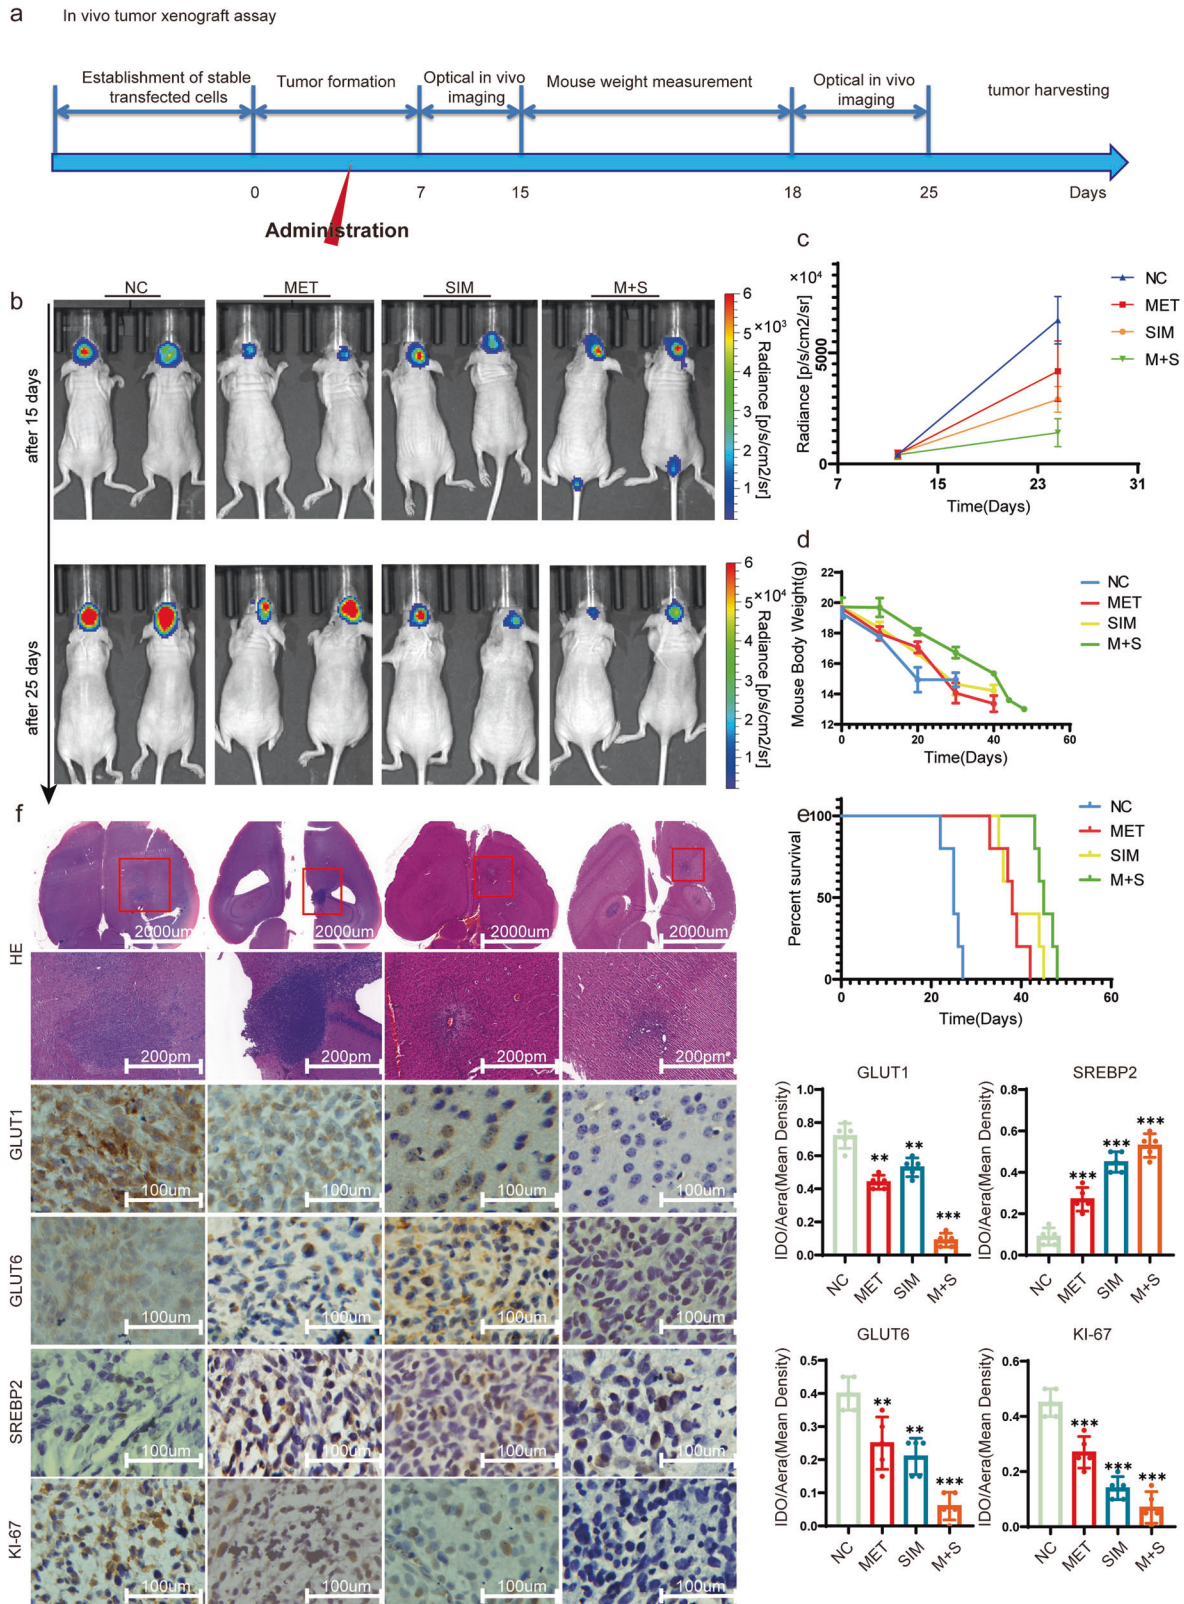 a In vivo tumor xenograft assay
Establishment of stable
transfected cells
Tumor formation
Optical in vivo
imaging
Mouse weight measurement
Optical in vivo
imaging
tumor harvesting
0 7 15 18 25 Days
Administration
b
NC MET SIM M+S
after 15 days
6
5
4
3
2
1
×10³
Radiance [p/s/cm2/sr]
after 25 days
6
5
4
3
2
1
×10⁴
Radiance [p/s/cm2/sr]
c
×10⁴
Radiance [p/s/cm2/sr]
5000
0
7 15 23 31
Time(Days)
NC
MET
SIM
M+S
d
Mouse Body Weight(g)
22
20
18
16
14
12
0 20 40 60
Time(Days)
NC
MET
SIM
M+S
e
Percent survival
100
50
0
0 20 40 60
Time(Days)
NC
MET
SIM
M+S
f
HE
2000um 2000um 2000um 2000um
200pm 200pm 200pm 200pm
GLUT1
100um 100um 100um 100um
GLUT6
100um 100um 100um 100um
SREBP2
100um 100um 100um 100um
KI-67
100um 100um 100um 100um
GLUT1
IDO/Aera(Mean Density)
1.0
0.8
0.6
0.4
0.2
0.0
** ** ***
NC MET SIM M+S
SREBP2
IDO/Aera(Mean Density)
0.8
0.6
0.4
0.2
0.0
*** *** ***
NC MET SIM M+S
GLUT6
IDO/Aera(Mean Density)
0.5
0.4
0.3
0.2
0.1
0.0
** ** ***
NC MET SIM M+S
KI-67
IDO/Aera(Mean Density)
0.6
0.4
0.2
0.0
*** *** ***
NC MET SIM M+S